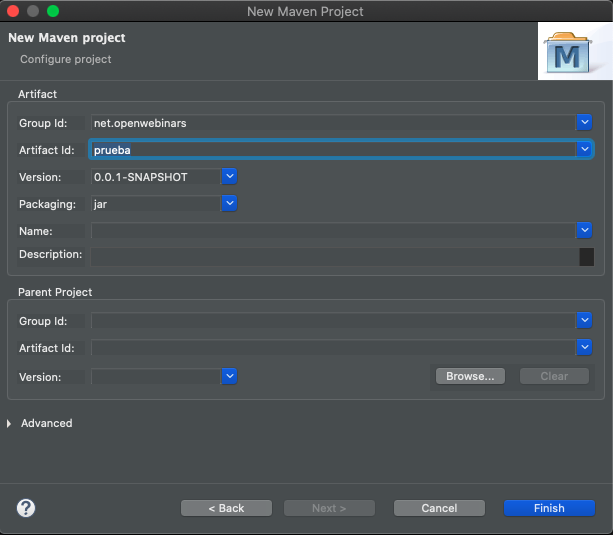 New Maven Project
New Maven project
Configure project
M
Artifact
Group Id: net.openwebinars
Artifact Id: prueba
Version: 0.0.1-SNAPSHOT
Packaging: jar
Name:
Description:
Parent Project
Group Id:
Artifact Id:
Version:
Browse... Clear
Advanced
? < Back Next > Cancel Finish